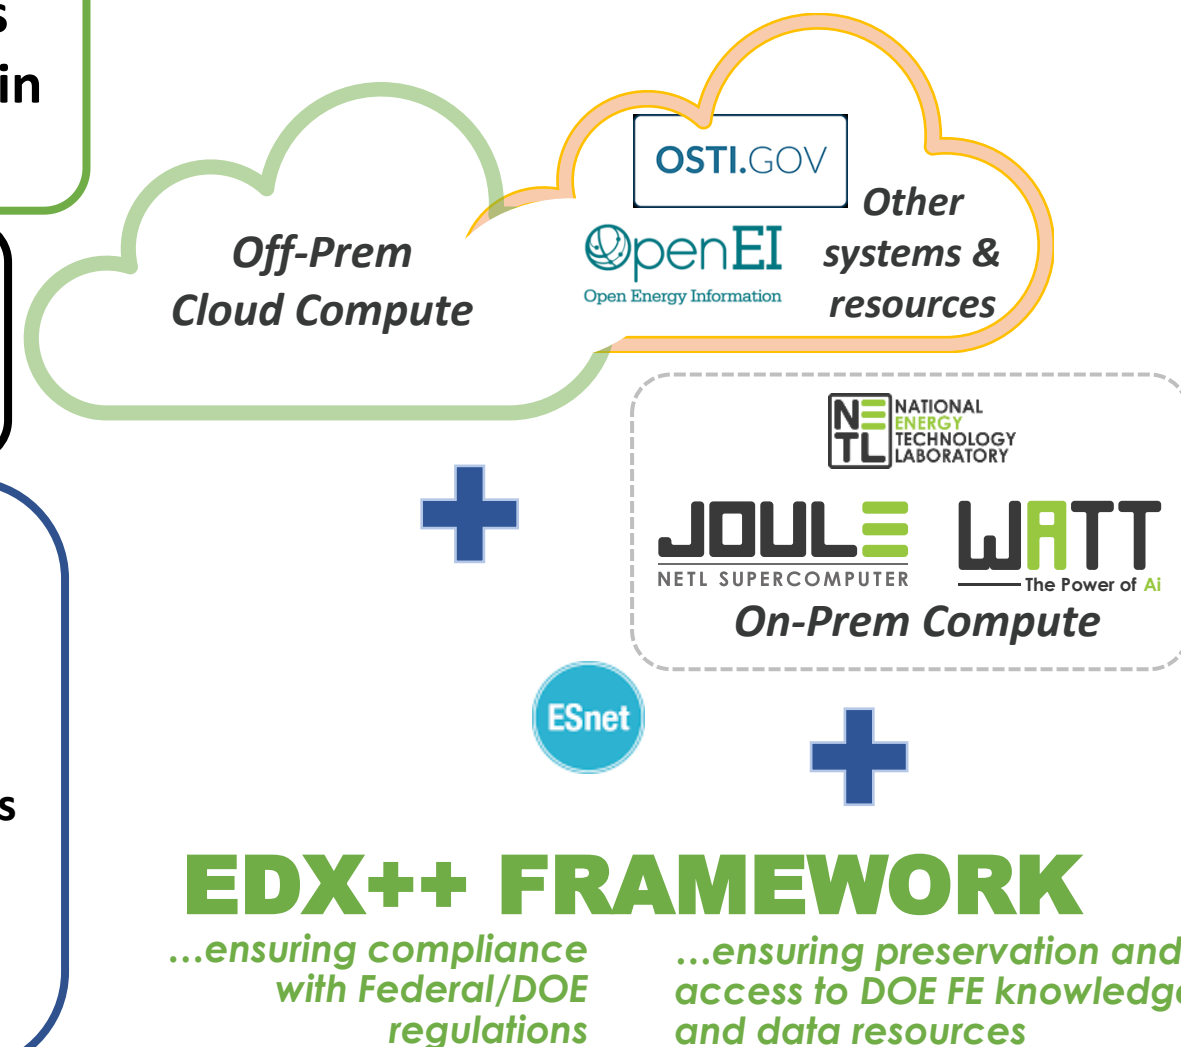 s
in
OSTI.GOV
Other
systems &
resources
Off-Prem
Cloud Compute
OpenEI
Open Energy Information
NETL
NATIONAL
ENERGY
TECHNOLOGY
LABORATORY
JOULE
NETL SUPERCOMPUTER
WATT
The Power of Ai
On-Prem Compute
ESnet
s
EDX++ FRAMEWORK
...ensuring compliance
with Federal/DOE
regulations
...ensuring preservation and
access to DOE FE knowledge
and data resources